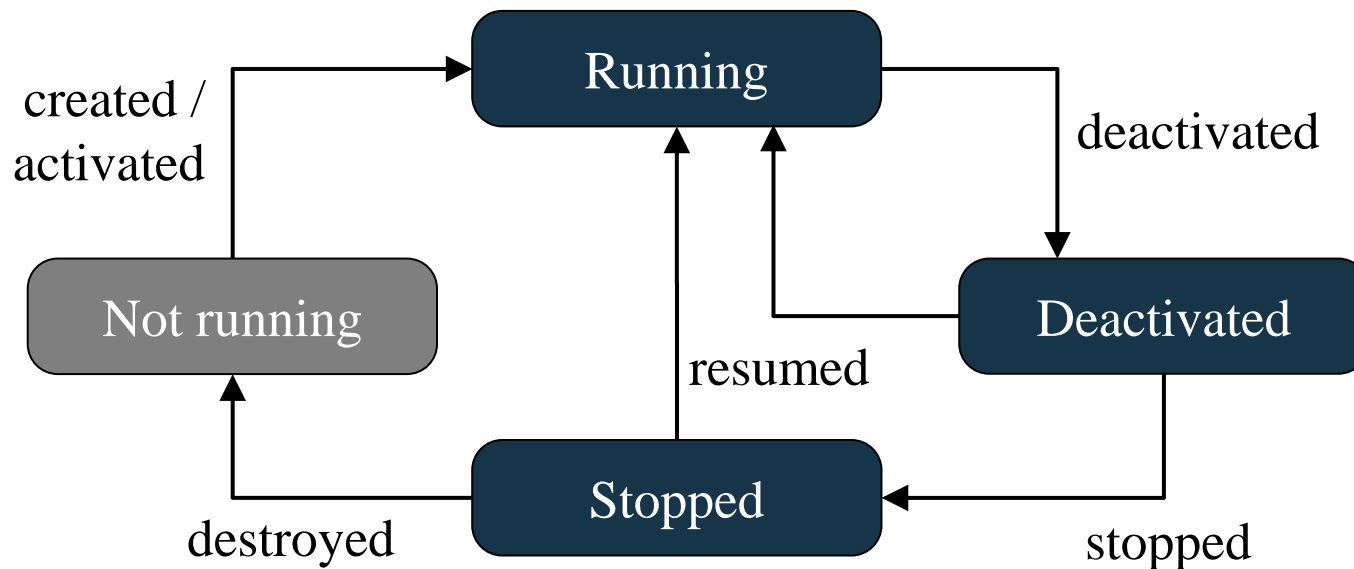 Running
created /
activated
deactivated
Not running
Deactivated
resumed
Stopped
destroyed
stopped